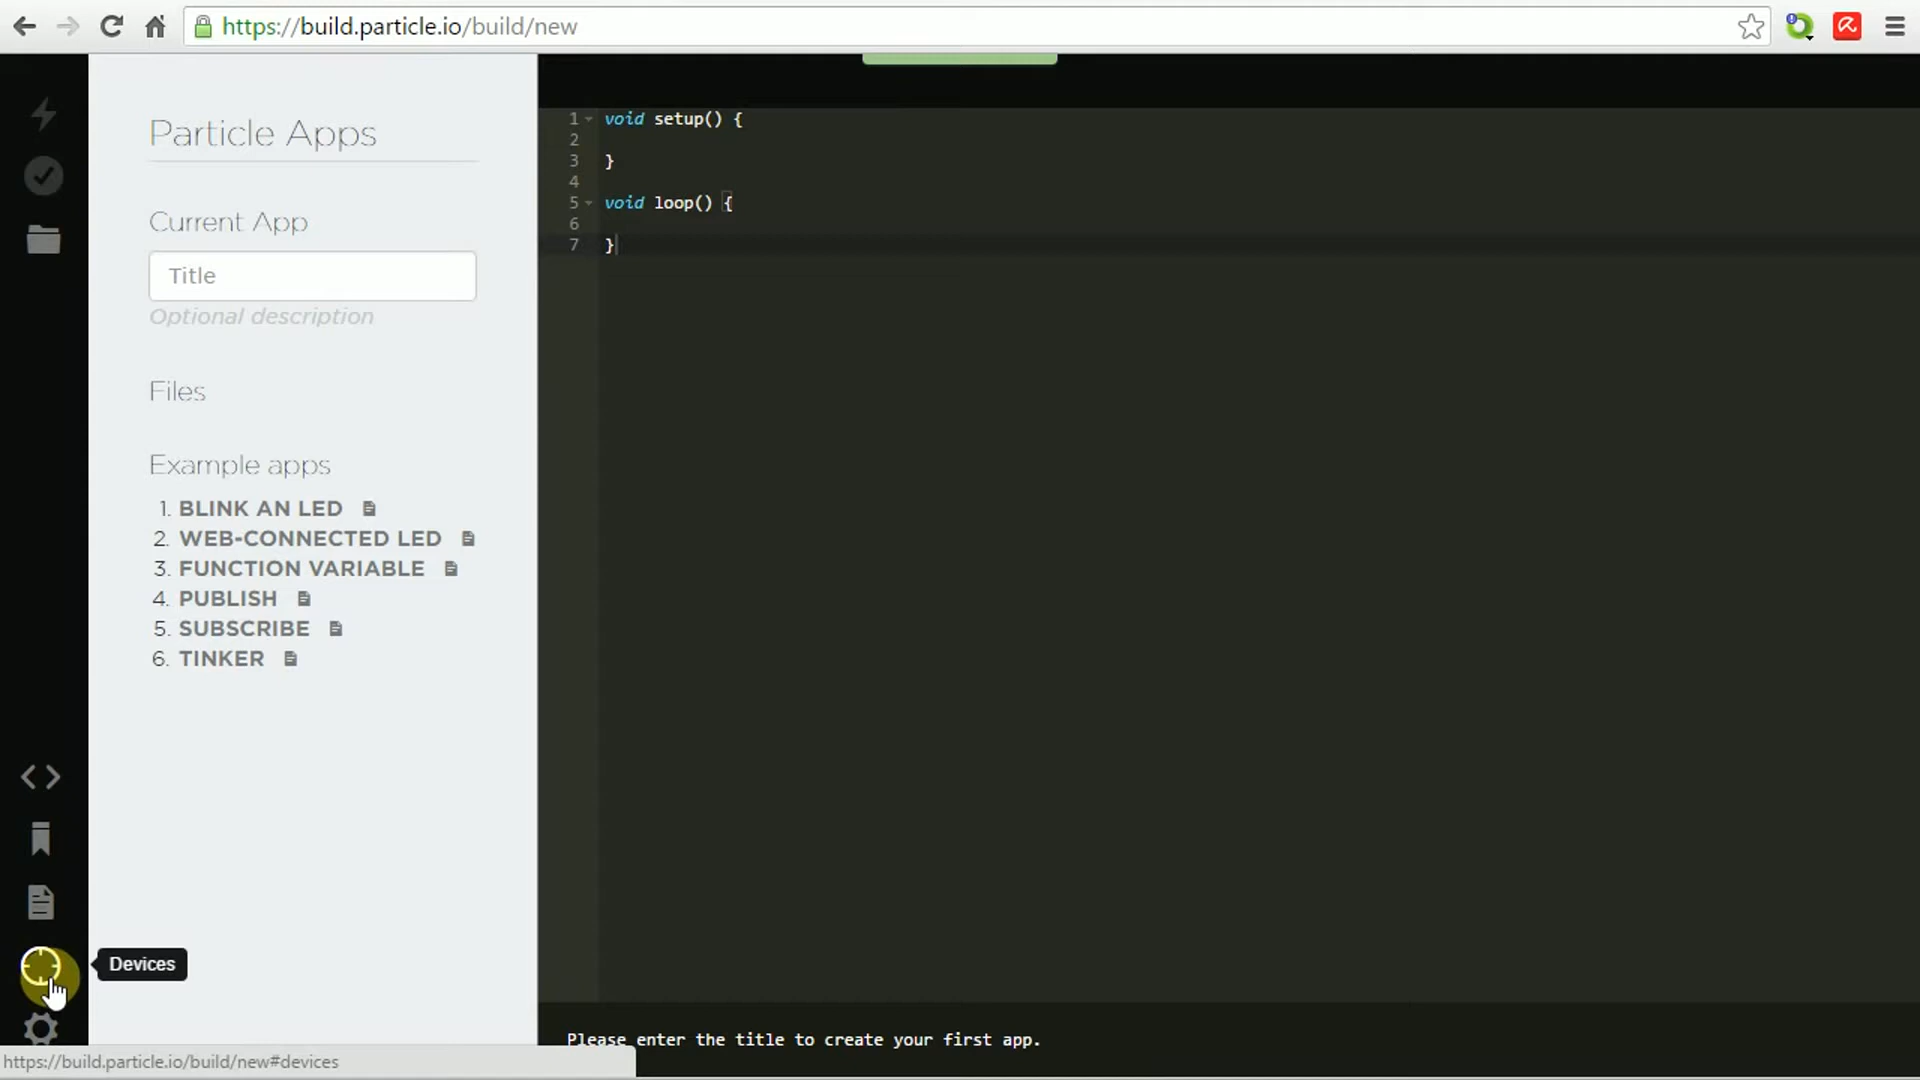 https://build.particle.io/build/new
Particle Apps
Current App
Title
Optional description
Files
Example apps
1. BLINK AN LED
2. WEB-CONNECTED LED
3. FUNCTION VARIABLE
4. PUBLISH
5. SUBSCRIBE
6. TINKER
Devices
https://build.particle.io/build/new#devices
1 void setup() {
2
3 }
4
5 void loop() {
6
7 }
Please enter the title to create your first app.